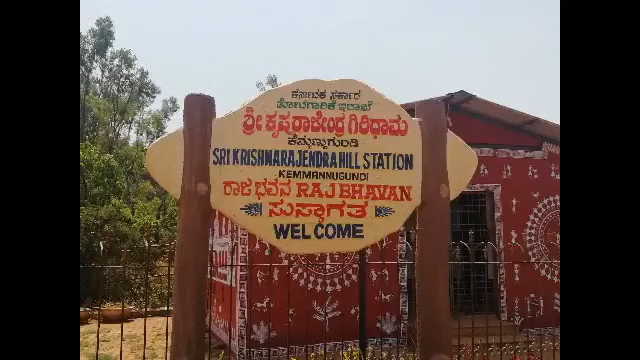 ಕರ್ನಾಟಕ ಸರ್ಕಾರ
ತೋಟಗಾರಿಕೆ ಇಲಾಖೆ
ಶ್ರೀ ಕೃಷ್ಣರಾಜೇಂದ್ರ ಗಿರಿಧಾಮ
ಕೆಮ್ಮಣ್ಣುಗುಂಡಿ
SRI KRISHNARAJENDRA HILL STATION
KEMMANNUGUNDI
ರಾಜಭವನ RAJ BHAVAN
ಸುಸ್ವಾಗತ
WELCOME